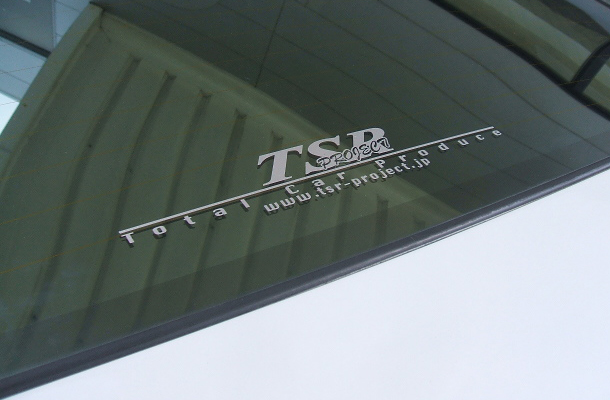 TSR
PROJECT
Total Car Produce
www.tsr-project.jp